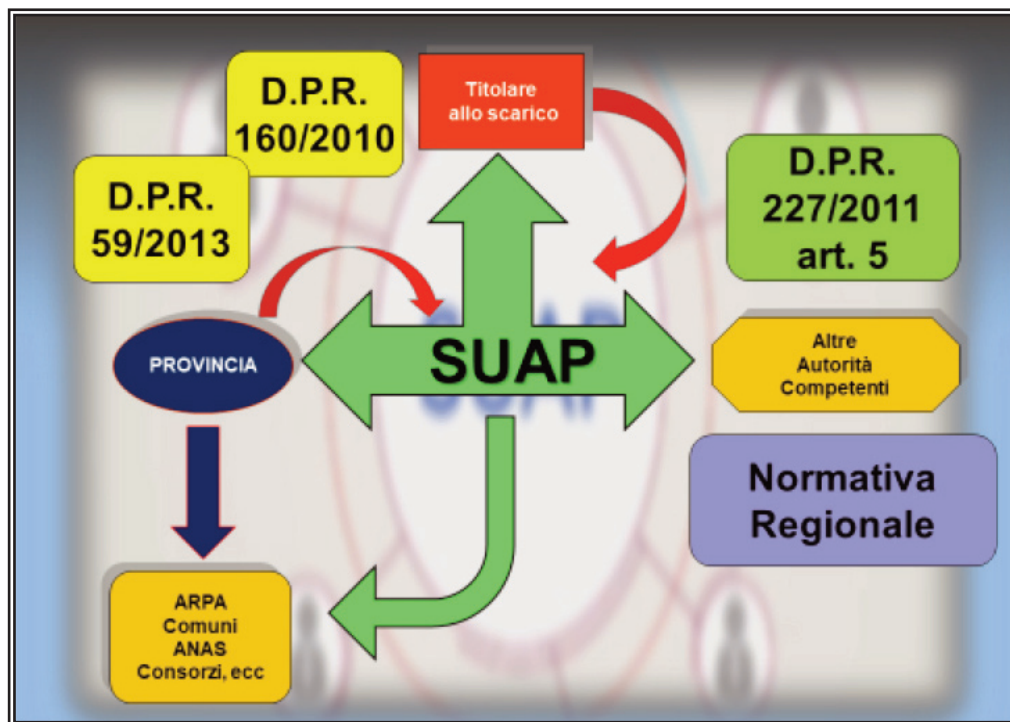 D.P.R.
160/2010
Titolare
allo scarico
D.P.R.
59/2013
D.P.R.
227/2011
art. 5
PROVINCIA
SUAP
SUAP
Altre
Autorità
Competenti
Normativa
Regionale
ARPA
Comuni
ANAS
Consorzi, ecc